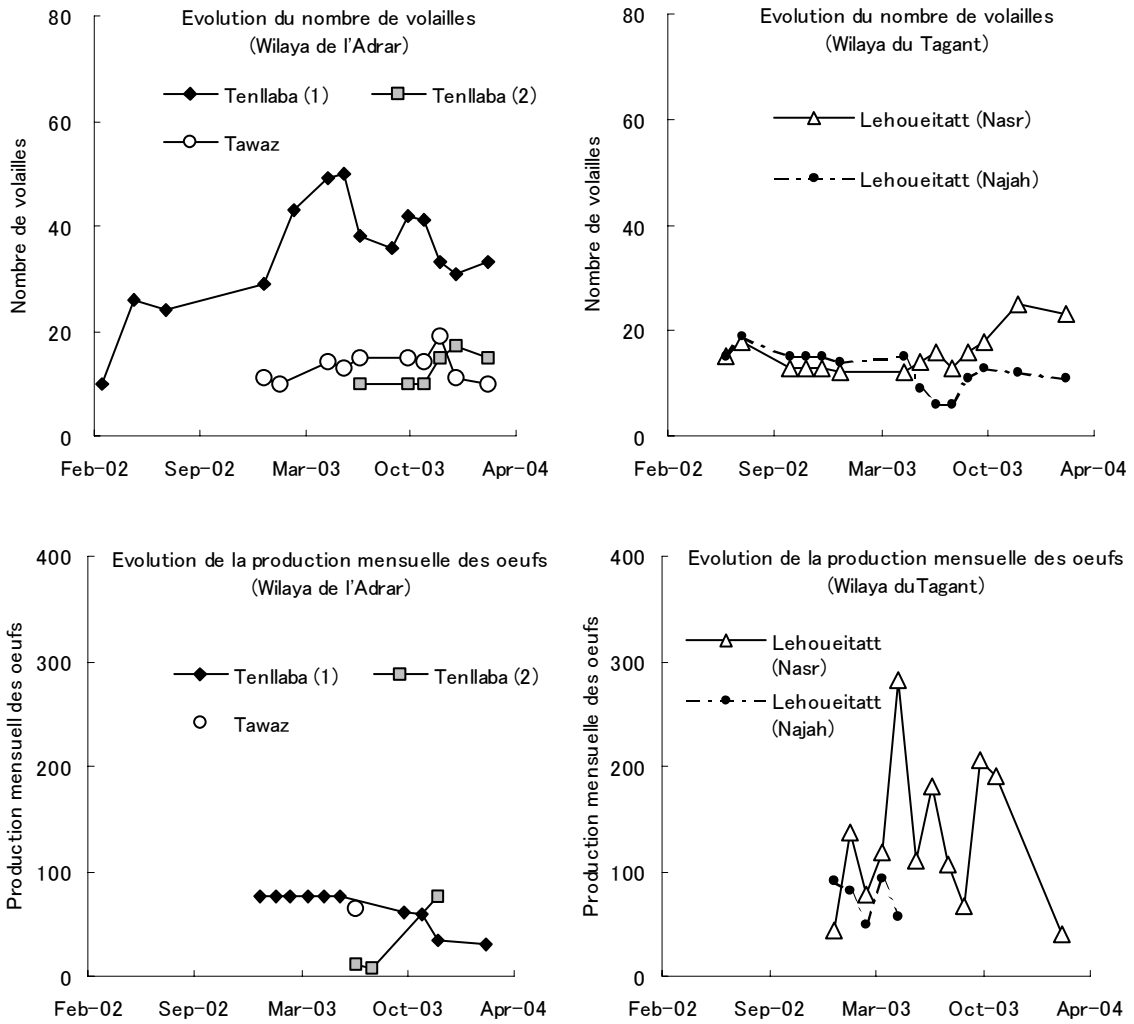 Evolution du nombre de volailles
(Wilaya de l'Adrar)
Tenllaba (1)
Tenllaba (2)
Tawaz
Nombre de volailles
80
60
40
20
0
Feb-02
Sep-02
Mar-03
Oct-03
Apr-04
Evolution du nombre de volailles
(Wilaya du Tagant)
Lehoueitatt (Nasr)
Lehoueitatt (Najah)
Nombre de volailles
80
60
40
20
0
Feb-02
Sep-02
Mar-03
Oct-03
Apr-04
Evolution de la production mensuelle des oeufs
(Wilaya de l'Adrar)
Tenllaba (1)
Tenllaba (2)
Tawaz
Production mensuell des oeufs
400
300
200
100
0
Feb-02
Sep-02
Mar-03
Oct-03
Apr-04
Evolution de la production mensuelle des oeufs
(Wilaya duTagant)
Lehoueitatt
(Nasr)
Lehoueitatt
(Najah)
Production mensuelle des oeufs
400
300
200
100
0
Feb-02
Sep-02
Mar-03
Oct-03
Apr-04